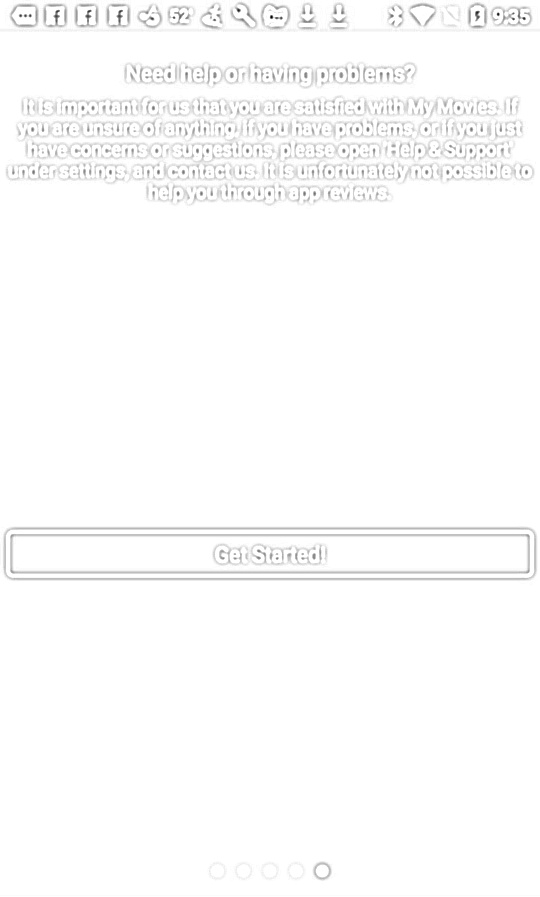 52° 9:35
Need help or having problems?
It is important for us that you are satisfied with My Movies. If
you are unsure of anything, if you have problems, or if you just
have concerns or suggestions, please open 'Help & Support'
under settings, and contact us. It is unfortunately not possible to
help you through app reviews.
Get Started!